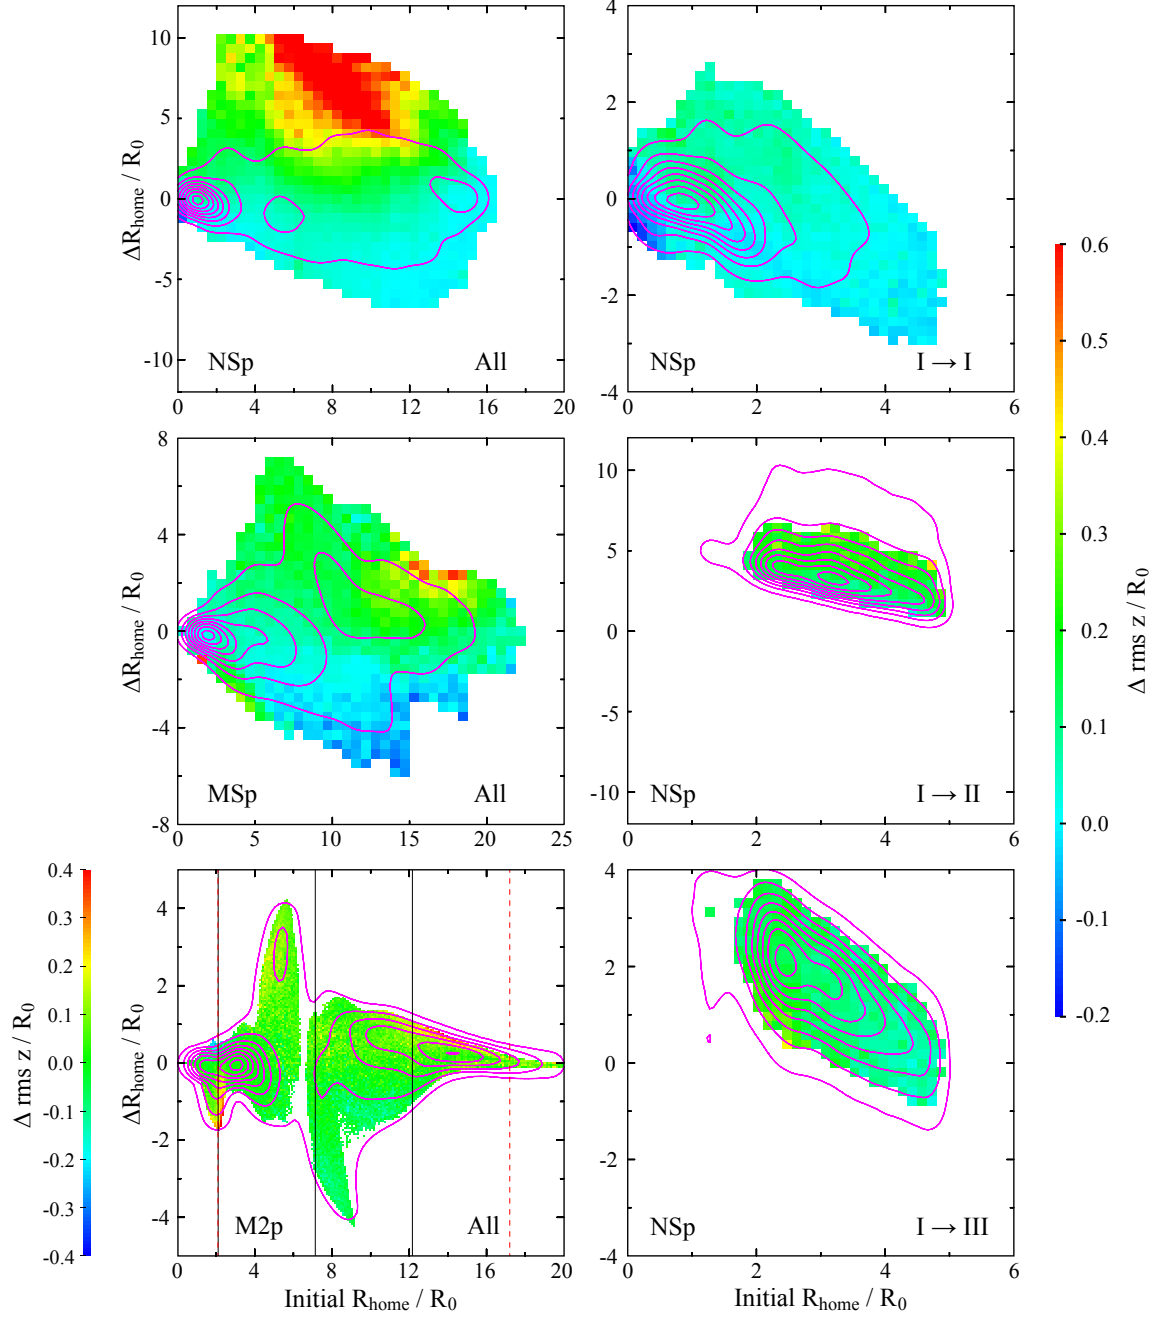 10
5
0
-5
-10
ΔR_home / R_0
NSp All
0 4 8 12 16 20
4
2
0
-2
-4
NSp I → I
0 2 4 6
8
4
0
-4
-8
ΔR_home / R_0
MSp All
0 5 10 15 20 25
10
5
0
-5
-10
NSp I → II
0 2 4 6
0.6
0.5
0.4
0.3
0.2
0.1
0.0
-0.1
-0.2
Δ rms z / R_0
0.4
0.3
0.2
0.1
0.0
-0.1
-0.2
-0.3
-0.4
Δ rms z / R_0
4
2
0
-2
-4
ΔR_home / R_0
M2p All
0 4 8 12 16 20
Initial R_home / R_0
4
2
0
-2
-4
NSp I → III
0 2 4 6
Initial R_home / R_0